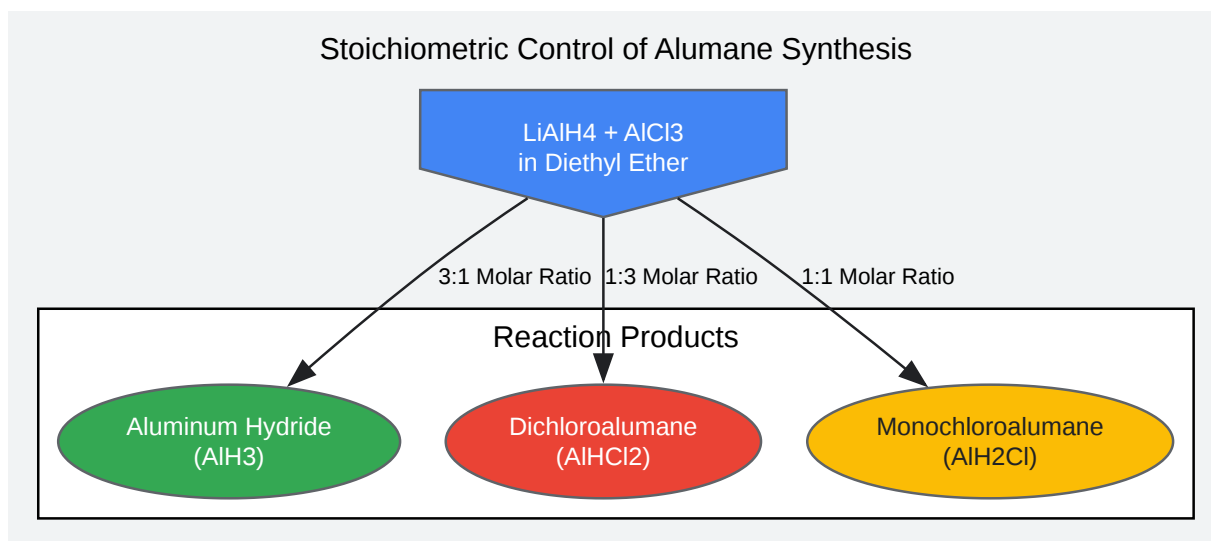 Stoichiometric Control of Alumane Synthesis
LiAlH4 + AlCl3
in Diethyl Ether
3:1 Molar Ratio
1:3 Molar Ratio
1:1 Molar Ratio
Reaction Products
Aluminum Hydride
(AlH3)
Dichloroalumane
(AlHCl2)
Monochloroalumane
(AlH2Cl)